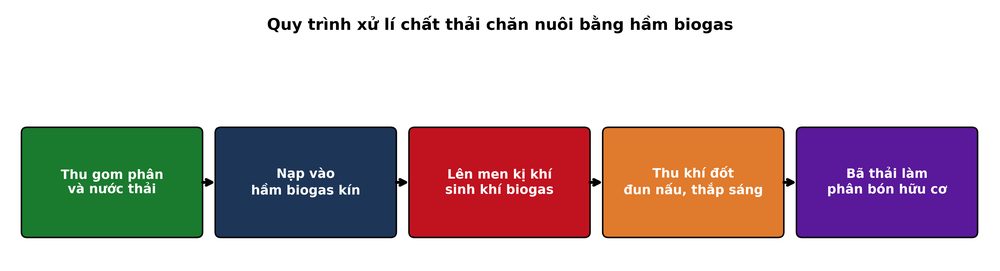 Quy trình xử lí chất thải chăn nuôi bằng hầm biogas
Thu gom phân
và nước thải
Nạp vào
hầm biogas kín
Lên men kị khí
sinh khí biogas
Thu khí đốt
đun nấu, thắp sáng
Bã thải làm
phân bón hữu cơ